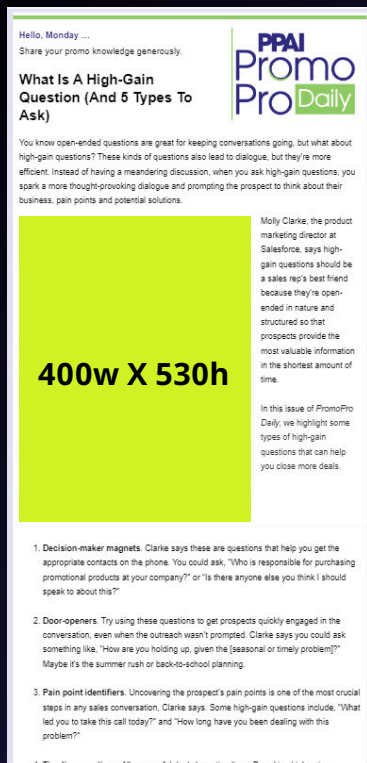 Hello, Monday ...
Share your promo knowledge generously.
PPAI
Promo
Pro Daily
What Is A High-Gain
Question (And 5 Types To
Ask)
You know open-ended questions are great for keeping conversations going, but what about
high-gain questions? These kinds of questions also lead to dialogue, but they're more
efficient. Instead of having a meandering discussion, when you ask high-gain questions, you
spark a more thought-provoking dialogue and prompting the prospect to think about their
business, pain points and potential solutions.
400w X 530h
Molly Clarke, the product
marketing director at
Salesforce, says high-
gain questions should be
a sales rep's best friend
because they're open-
ended in nature and
structured so that
prospects provide the
most valuable information
in the shortest amount of
time.
In this issue of PromoPro
Daily, we highlight some
types of high-gain
questions that can help
you close more deals.
1. Decision-maker magnets. Clarke says these are questions that help you get the
appropriate contacts on the phone. You could ask, "Who is responsible for purchasing
promotional products at your company?" or "Is there anyone else you think I should
speak to about this?"
2. Door-openers. Try using these questions to get prospects quickly engaged in the
conversation, even when the outreach wasn't prompted. Clarke says you could ask
something like, "How are you holding up, given the [seasonal or timely problem]?"
Maybe it's the summer rush or back-to-school planning.
3. Pain point identifiers. Uncovering the prospect's pain points is one of the most crucial
steps in any sales conversation, Clarke says. Some high-gain questions include, "What
led you to take this call today?" and "How long have you been dealing with this
problem?"